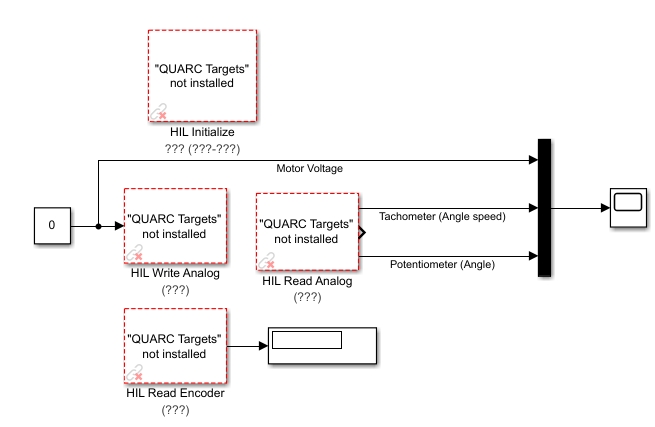 "QUARC Targets"
not installed
HIL Initialize
??? (???-???)
Motor Voltage
0
"QUARC Targets"
not installed
HIL Write Analog
(???)
"QUARC Targets"
not installed
HIL Read Analog
(???)
Tachometer (Angle speed)
Potentiometer (Angle)
"QUARC Targets"
not installed
HIL Read Encoder
(???)